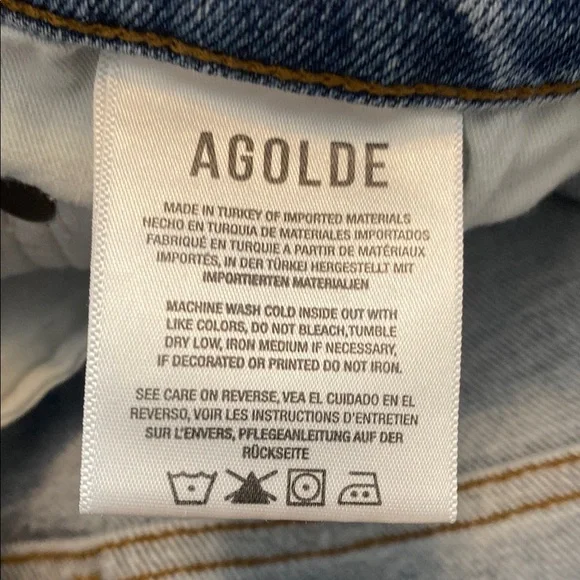 AGOLDE
MADE IN TURKEY OF IMPORTED MATERIALS
HECHO EN TURQUIA DE MATERIALES IMPORTADOS
FABRIQUÉ EN TURQUIE A PARTIR DE MATÉRIAUX
IMPORTÉS, IN DER TÜRKEI HERGESTELLT MIT
IMPORTIERTEN MATERIALIEN
MACHINE WASH COLD INSIDE OUT WITH
LIKE COLORS, DO NOT BLEACH,TUMBLE
DRY LOW, IRON MEDIUM IF NECESSARY,
IF DECORATED OR PRINTED DO NOT IRON.
SEE CARE ON REVERSE, VEA EL CUIDADO EN EL
REVERSO, VOIR LES INSTRUCTIONS D'ENTRETIEN
SUR L'ENVERS, PFLEGEANLEITUNG AUF DER
RÜCKSEITE